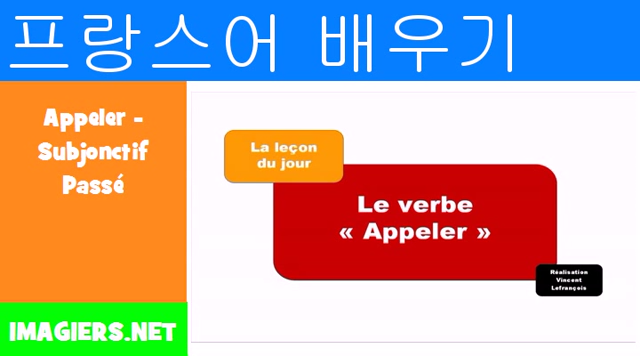 프랑스어 배우기
Appeler -
Subjonctif
Passé
La leçon
du jour
Le verbe
« Appeler »
Réalisation
Vincent
Lefrançois
IMAGIERS.NET